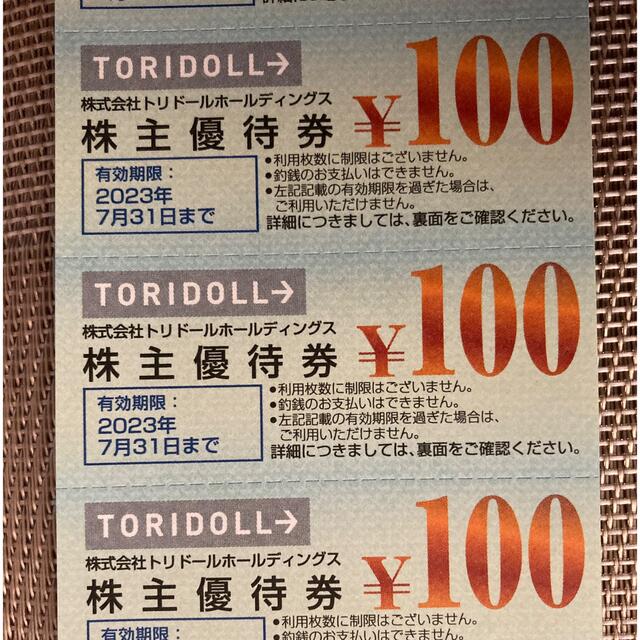 TORIDOLL→
株式会社トリドールホールディングス
株主優待券 ¥100
有効期限：
2023年
7月31日まで
●利用枚数に制限はございません。
●釣銭のお支払いはできません。
●左記記載の有効期限を過ぎた場合は、
ご利用いただけません。
詳細につきましては、裏面をご確認ください。
TORIDOLL→
株式会社トリドールホールディングス
株主優待券 ¥100
有効期限：
2023年
7月31日まで
●利用枚数に制限はございません。
●釣銭のお支払いはできません。
●左記記載の有効期限を過ぎた場合は、
ご利用いただけません。
詳細につきましては、裏面をご確認ください。
TORIDOLL→
株式会社トリドールホールディングス
株主優待券 ¥100
有効期限：
●利用枚数に制限はございません。
●釣銭のお支払いはできません。